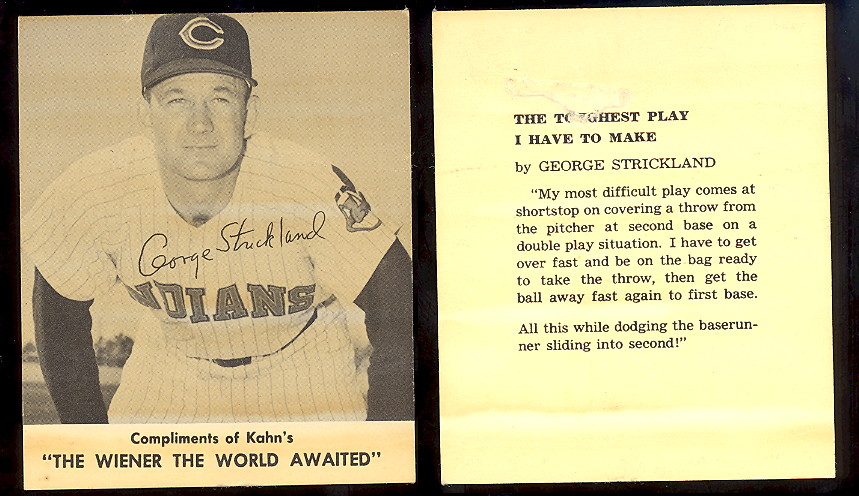 C
George Strickland
INDIANS
Compliments of Kahn's
"THE WIENER THE WORLD AWAITED"
THE TOUGHEST PLAY
I HAVE TO MAKE
by GEORGE STRICKLAND
"My most difficult play comes at
shortstop on covering a throw from
the pitcher at second base on a
double play situation. I have to get
over fast and be on the bag ready
to take the throw, then get the
ball away fast again to first base.
All this while dodging the baserun-
ner sliding into second!"